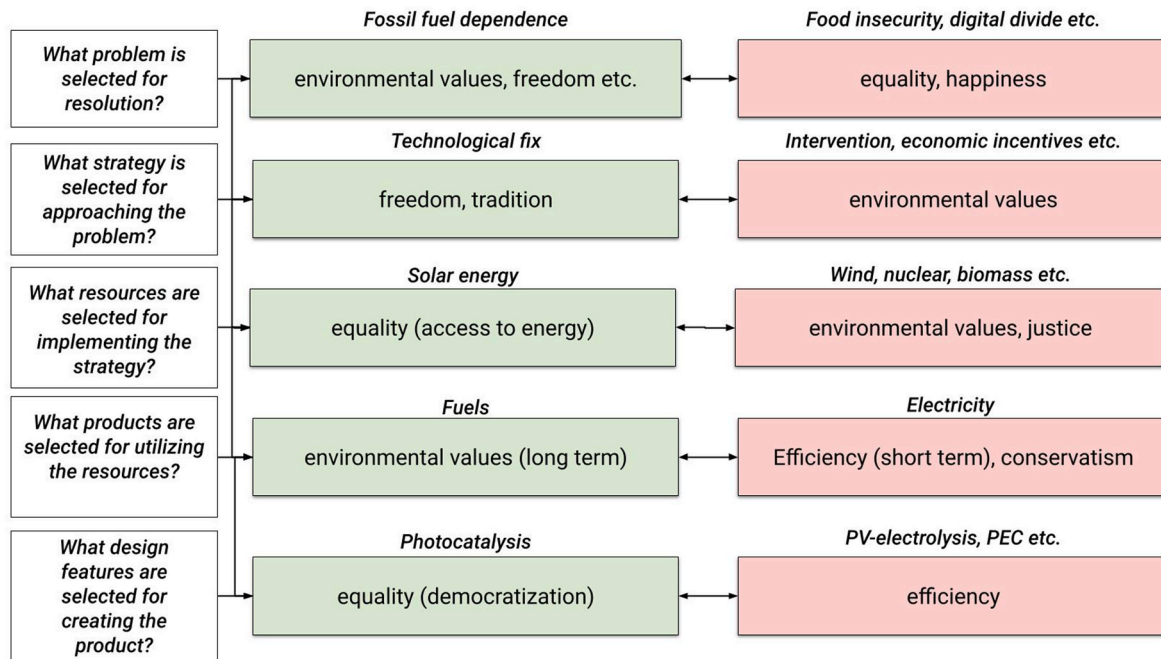 Fossil fuel dependence
Food insecurity, digital divide etc.
What problem is
selected for
resolution?
environmental values, freedom etc.
equality, happiness
Technological fix
Intervention, economic incentives etc.
What strategy is
selected for
approaching the
problem?
freedom, tradition
environmental values
Solar energy
Wind, nuclear, biomass etc.
What resources are
selected for
implementing the
strategy?
equality (access to energy)
environmental values, justice
Fuels
Electricity
What products are
selected for utilizing
the resources?
environmental values (long term)
Efficiency (short term), conservatism
Photocatalysis
PV-electrolysis, PEC etc.
What design
features are
selected for
creating the
product?
equality (democratization)
efficiency